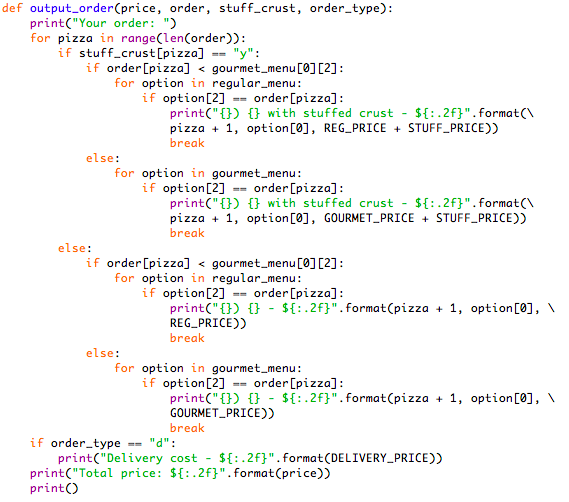 def output_order(price, order, stuff_crust, order_type):
    print("Your order: ")
    for pizza in range(len(order)):
        if stuff_crust[pizza] == "y":
            if order[pizza] < gourmet_menu[0][2]:
                for option in regular_menu:
                    if option[2] == order[pizza]:
                        print("{}) {} with stuffed crust - ${:.2f}".format(\
                        pizza + 1, option[0], REG_PRICE + STUFF_PRICE))
                        break
            else:
                for option in gourmet_menu:
                    if option[2] == order[pizza]:
                        print("{}) {} with stuffed crust - ${:.2f}".format(\
                        pizza + 1, option[0], GOURMET_PRICE + STUFF_PRICE))
                        break
        else:
            if order[pizza] < gourmet_menu[0][2]:
                for option in regular_menu:
                    if option[2] == order[pizza]:
                        print("{}) {} - ${:.2f}".format(pizza + 1, option[0], \
                        REG_PRICE))
                        break
            else:
                for option in gourmet_menu:
                    if option[2] == order[pizza]:
                        print("{}) {} - ${:.2f}".format(pizza + 1, option[0], \
                        GOURMET_PRICE))
                        break
    if order_type == "d":
        print("Delivery cost - ${:.2f}".format(DELIVERY_PRICE))
    print("Total price: ${:.2f}".format(price))
    print()